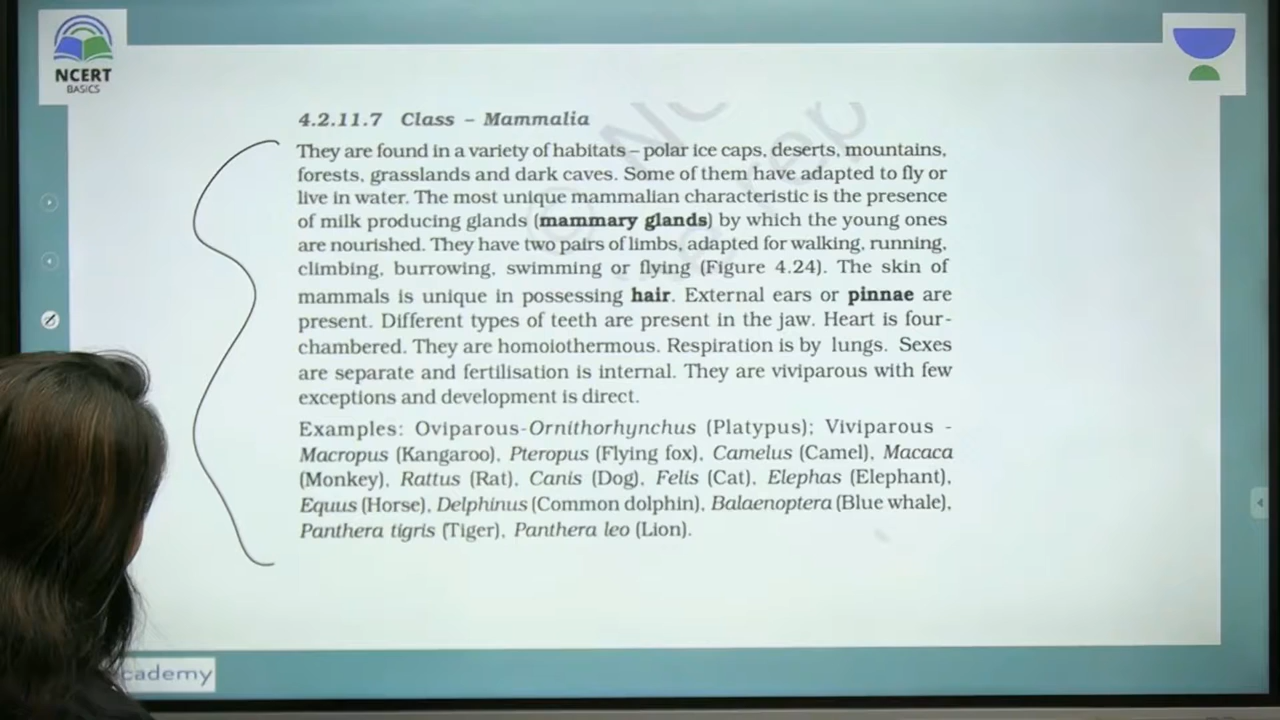 NCERT
BASICS
4.2.11.7 Class – Mammalia
They are found in a variety of habitats – polar ice caps, deserts, mountains,
forests, grasslands and dark caves. Some of them have adapted to fly or
live in water. The most unique mammalian characteristic is the presence
of milk producing glands (mammary glands) by which the young ones
are nourished. They have two pairs of limbs, adapted for walking, running,
climbing, burrowing, swimming or flying (Figure 4.24). The skin of
mammals is unique in possessing hair. External ears or pinnae are
present. Different types of teeth are present in the jaw. Heart is four-
chambered. They are homoiothermous. Respiration is by lungs. Sexes
are separate and fertilisation is internal. They are viviparous with few
exceptions and development is direct.
Examples: Oviparous-Ornithorhynchus (Platypus); Viviparous -
Macropus (Kangaroo), Pteropus (Flying fox), Camelus (Camel), Macaca
(Monkey), Rattus (Rat), Canis (Dog), Felis (Cat), Elephas (Elephant),
Equus (Horse), Delphinus (Common dolphin), Balaenoptera (Blue whale),
Panthera tigris (Tiger), Panthera leo (Lion).
cademy